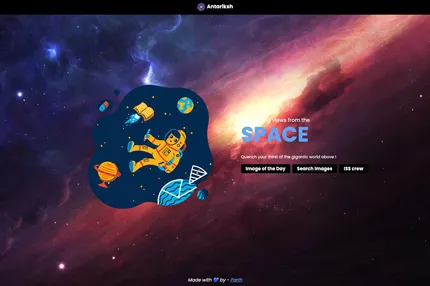 Antariksh
views from the
SPACE
Quench your thirst of the gigantic world above !
Image of the Day
Search Images
ISS crew
Made with 💙 by - Parth